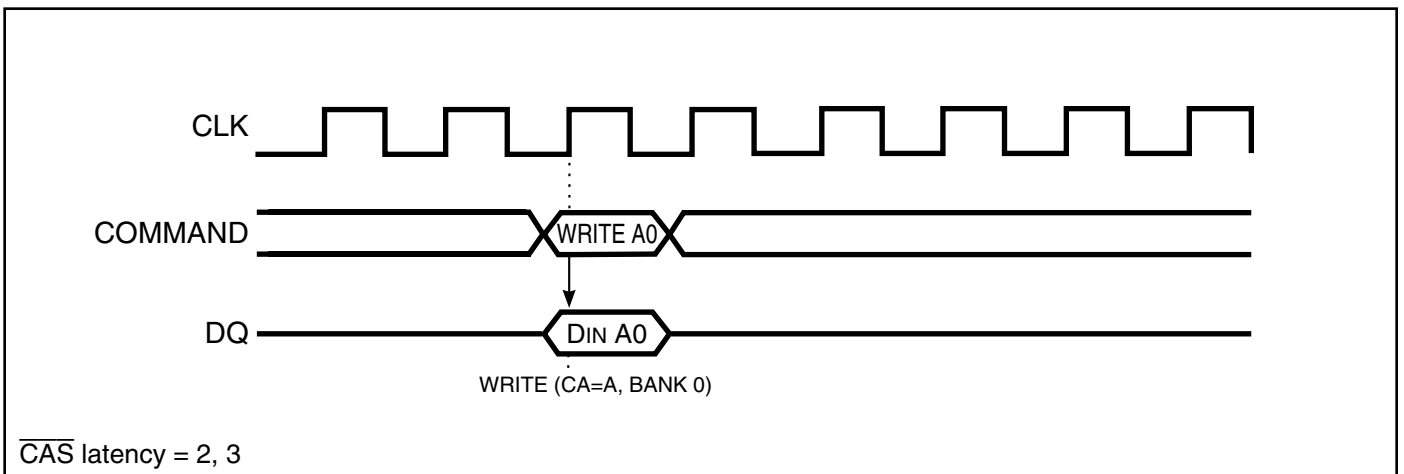 CLK
COMMAND
WRITE A0
DQ
DIN A0
WRITE (CA=A, BANK 0)
CAS latency = 2, 3